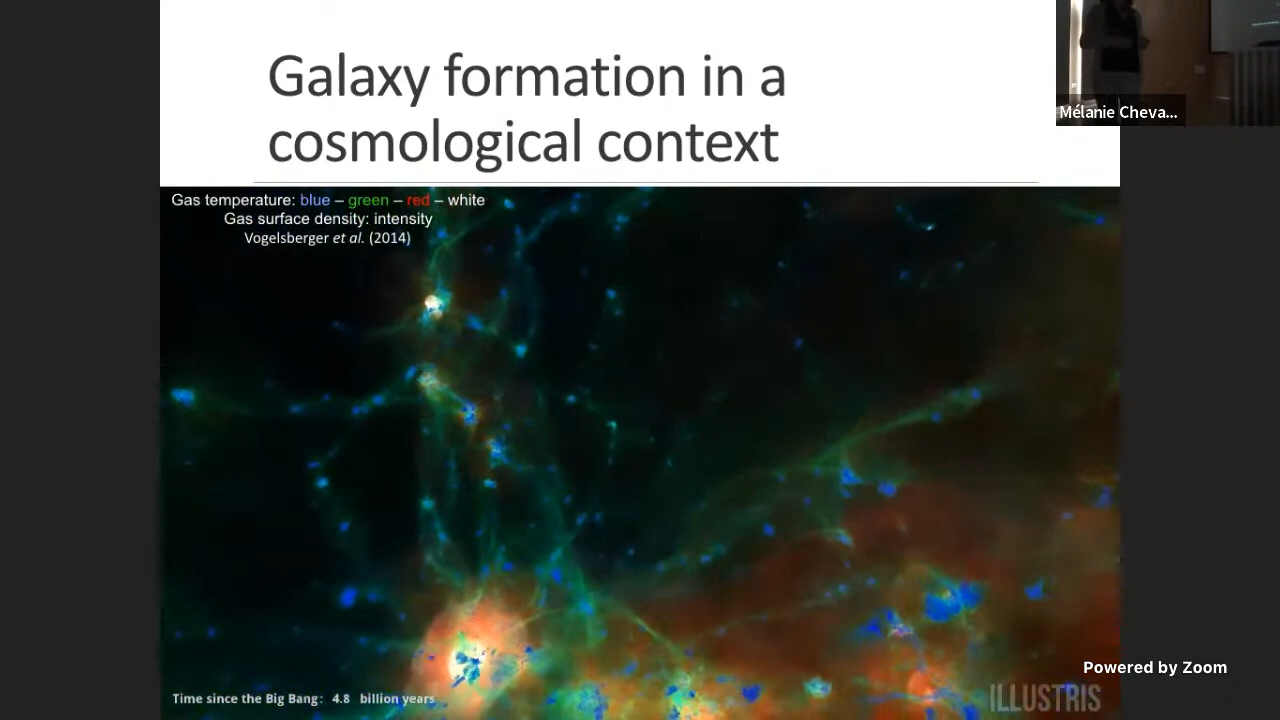 Galaxy formation in a
cosmological context
Mélanie Cheva...
Gas temperature: blue – green – red – white
Gas surface density: intensity
Vogelsberger et al. (2014)
Powered by Zoom
Time since the Big Bang: 4.8 billion years
ILLUSTRIS